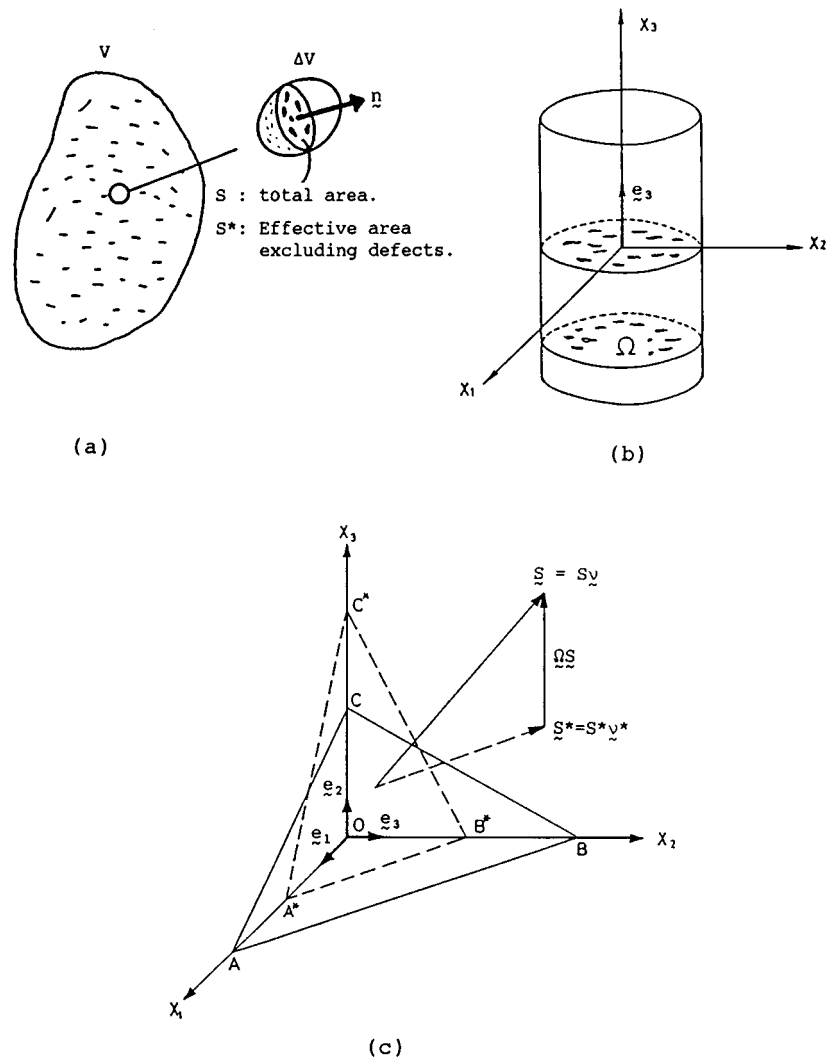 V
ΔV
n
S : total area.
S*: Effective area
excluding defects.
(a)
X₃
e₃
X₂
Ω
X₁
(b)
X₃
C*
S = Sν
ΩS
C
S*=S*ν*
e₂
O
e₃
B*
e₁
X₂
B
A*
A
X₁
(c)